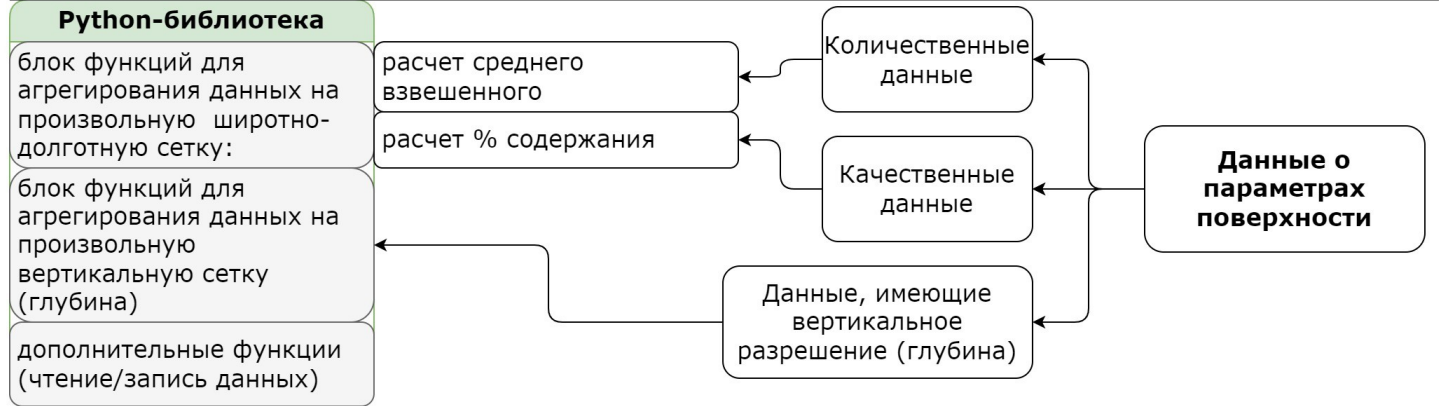 Python-библиотека
блок функций для
агрегирования данных на
произвольную широтно-
долготную сетку:
расчет среднего
взвешенного
расчет % содержания
блок функций для
агрегирования данных на
произвольную
вертикальную сетку
(глубина)
дополнительные функции
(чтение/запись данных)
Количественные
данные
Качественные
данные
Данные, имеющие
вертикальное
разрешение (глубина)
Данные о
параметрах
поверхности